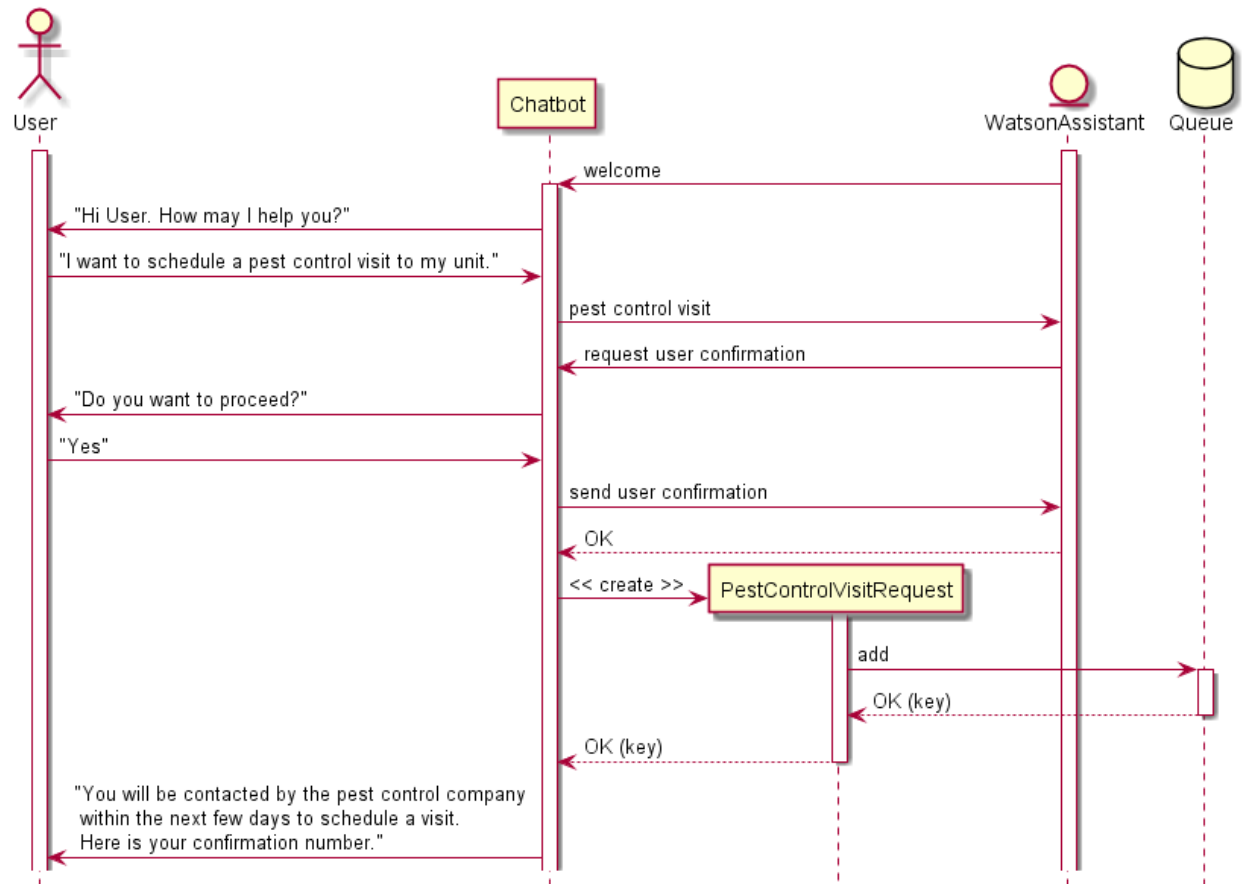 User
Chatbot
WatsonAssistant
Queue
welcome
"Hi User. How may I help you?"
"I want to schedule a pest control visit to my unit."
pest control visit
request user confirmation
"Do you want to proceed?"
"Yes"
send user confirmation
OK
<< create >>
PestControlVisitRequest
add
OK (key)
OK (key)
"You will be contacted by the pest control company
within the next few days to schedule a visit.
Here is your confirmation number."